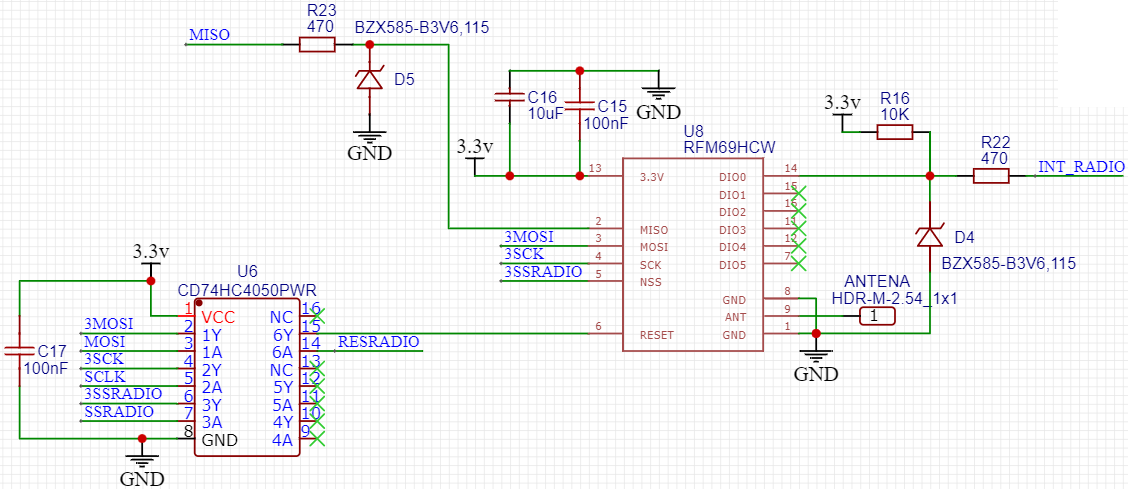 R23
470
BZX585-B3V6,115
MISO
D5
GND
C16
10uF
C15
100nF
GND
3.3v
3.3v
R16
10K
R22
470
INT_RADIO
U8
RFM69HCW
13
3.3V
2
MISO
3MOSI
3
MOSI
3SCK
4
SCK
3SSRADIO
5
NSS
6
RESET
14
DIO0
15
DIO1
16
DIO2
11
DIO3
12
DIO4
7
DIO5
8
GND
9
ANT
1
GND
D4
BZX585-B3V6,115
ANTENA
HDR-M-2.54_1x1
1
GND
3.3v
U6
CD74HC4050PWR
C17
100nF
1
VCC
3MOSI
2
1Y
MOSI
3
1A
3SCK
4
2Y
SCLK
5
2A
3SSRADIO
6
3Y
SSRADIO
7
3A
8
GND
16
NC
15
6Y
14
6A
RESRADIO
13
NC
12
5Y
11
5A
10
4Y
9
4A
GND